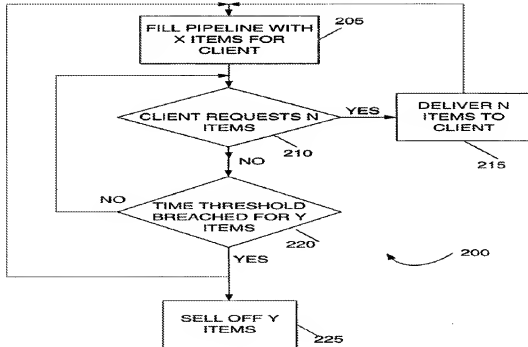 FILL PIPELINE WITH
X ITEMS FOR
CLIENT
205
CLIENT REQUESTS N
ITEMS
210
YES
DELIVER N
ITEMS TO
CLIENT
215
NO
NO
TIME THRESHOLD
BREACHED FOR Y
ITEMS
220
YES
200
SELL OFF Y
ITEMS
225